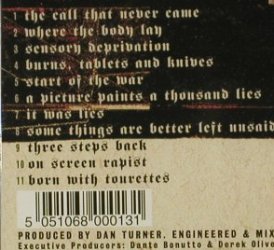 1 the call that never came
2 where the body lay
3 sensory deprivation
4 burns, tablets and knives
5 start of the war
6 a picture paints a thousand lies
7 it was lies
8 some things are better left unsaid
9 three steps back
10 on screen rapist
11 born with tourettes
5 051068 000131
PRODUCED BY DAN TURNER. ENGINEERED & MIX
Executive Producers: Dante Bonutto & Derek Olive